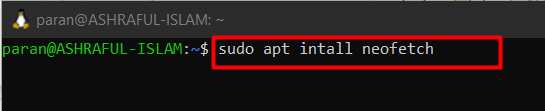 paran@ASHRAFUL-ISLAM: ~
paran@ASHRAFUL-ISLAM:~$ sudo apt intall neofetch